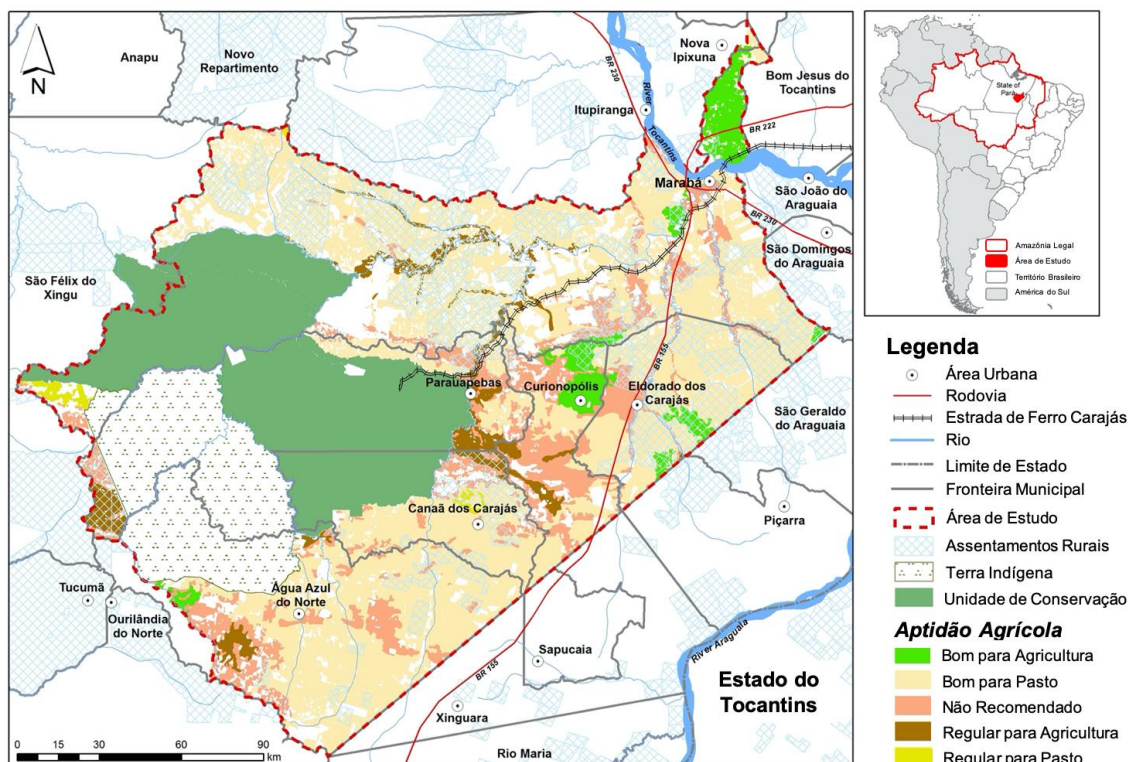 Anapu
Novo
Repartimento
Nova
Ipixuna
Bom Jesus do
Tocantins
BR 230
River
Tocantins
Itupiranga
BR 222
N
Marabá
São João do
Araguaia
BR 230
São Domingos
do Araguaia
São Félix do
Xingu
BR 155
Parauapebas
Curionopólis
Eldorado dos
Carajás
São Geraldo
do Araguaia
Canaã dos Carajás
Piçarra
Tucumã
Ourilândia
do Norte
Água Azul
do Norte
Sapucaia
River Araguaia
BR 155
Xinguara
Estado do
Tocantins
Rio Maria
0 15 30 60 90
km
State of
Pará
Amazônia Legal
Área de Estudo
Território Brasileiro
América do Sul
Legenda
Área Urbana
Rodovia
Estrada de Ferro Carajás
Rio
Limite de Estado
Fronteira Municipal
Área de Estudo
Assentamentos Rurais
Terra Indígena
Unidade de Conservação
Aptidão Agrícola
Bom para Agricultura
Bom para Pasto
Não Recomendado
Regular para Agricultura
Regular para Pasto